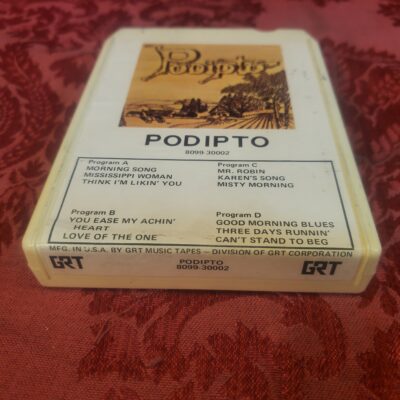 Podipto
PODIPTO
8099-30002
Program A
MORNING SONG
MISSISSIPPI WOMAN
THINK I'M LIKIN' YOU
Program C
MR. ROBIN
KAREN'S SONG
MISTY MORNING
Program B
YOU EASE MY ACHIN'
HEART
LOVE OF THE ONE
Program D
GOOD MORNING BLUES
THREE DAYS RUNNIN'
CAN'T STAND TO BEG
MFG. IN U.S.A. BY GRT MUSIC TAPES – DIVISION OF GRT CORPORATION
GRT
PODIPTO
8099-30002
GRT